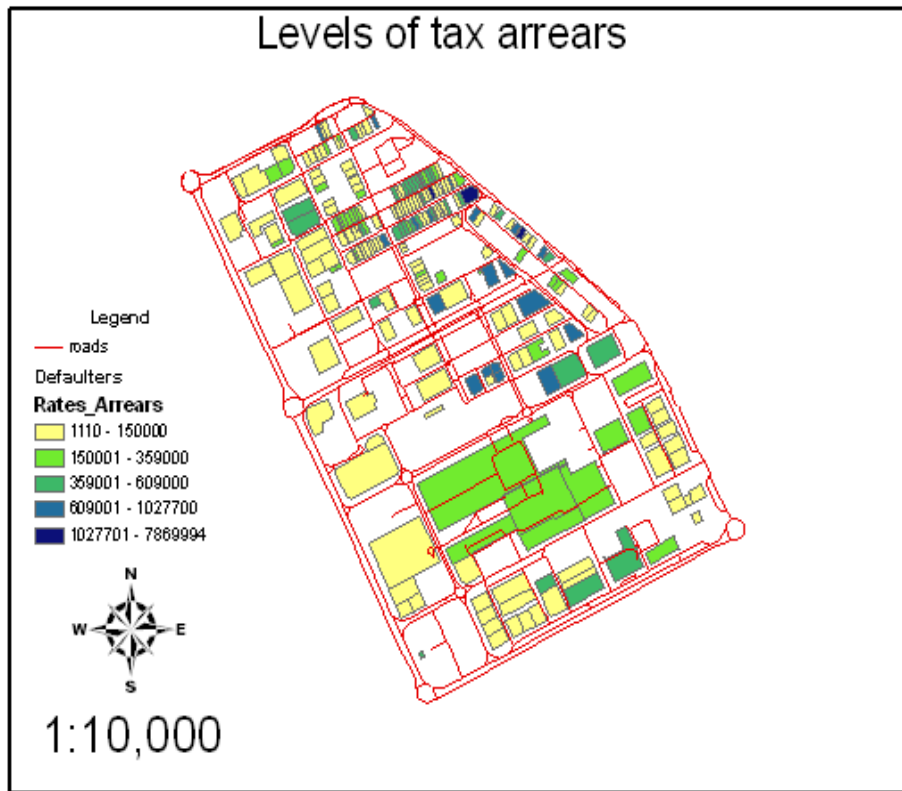 Levels of tax arrears
Legend
roads
Defaulters
Rates_Arrears
1110 - 150000
150001 - 359000
359001 - 609000
609001 - 1027700
1027701 - 7869994
N
W E
S
1:10,000